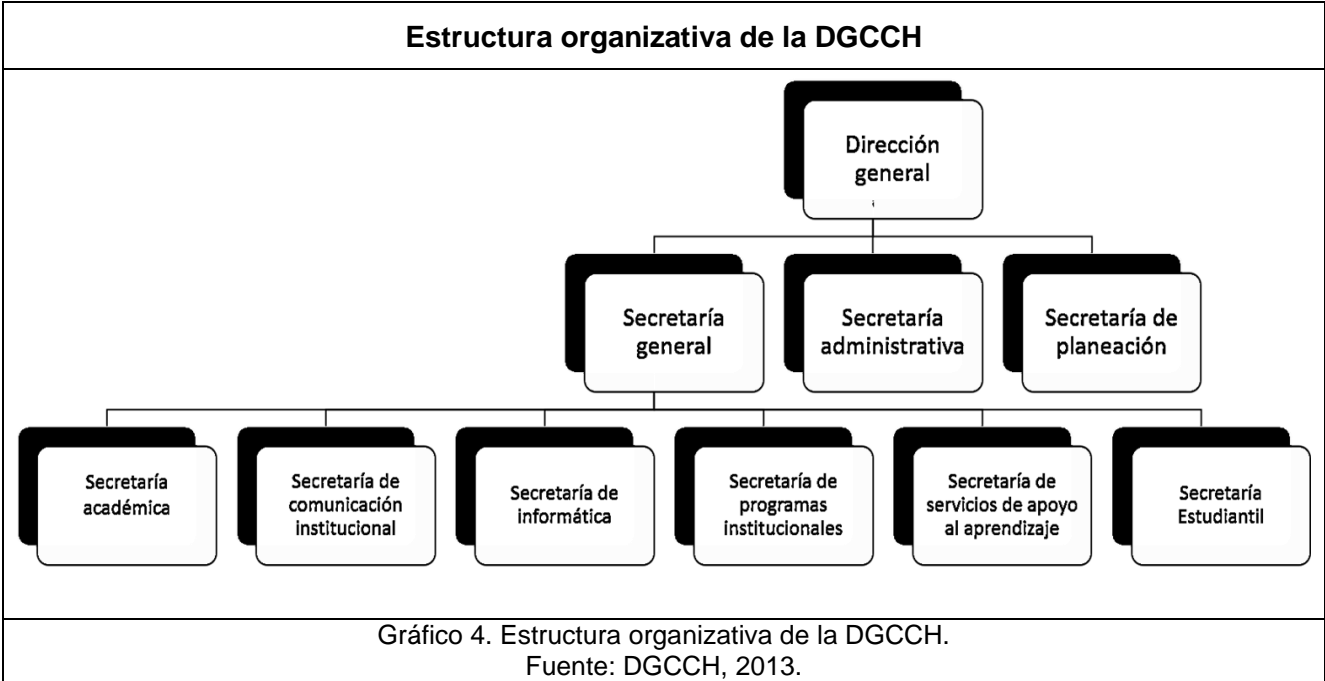 Estructura organizativa de la DGCCH
Dirección
general
Secretaría
general
Secretaría
administrativa
Secretaría de
planeación
Secretaría
académica
Secretaría de
comunicación
institucional
Secretaría de
informática
Secretaría de
programas
institucionales
Secretaría de
servicios de apoyo
al aprendizaje
Secretaría
Estudiantil
Gráfico 4. Estructura organizativa de la DGCCH.
Fuente: DGCCH, 2013.